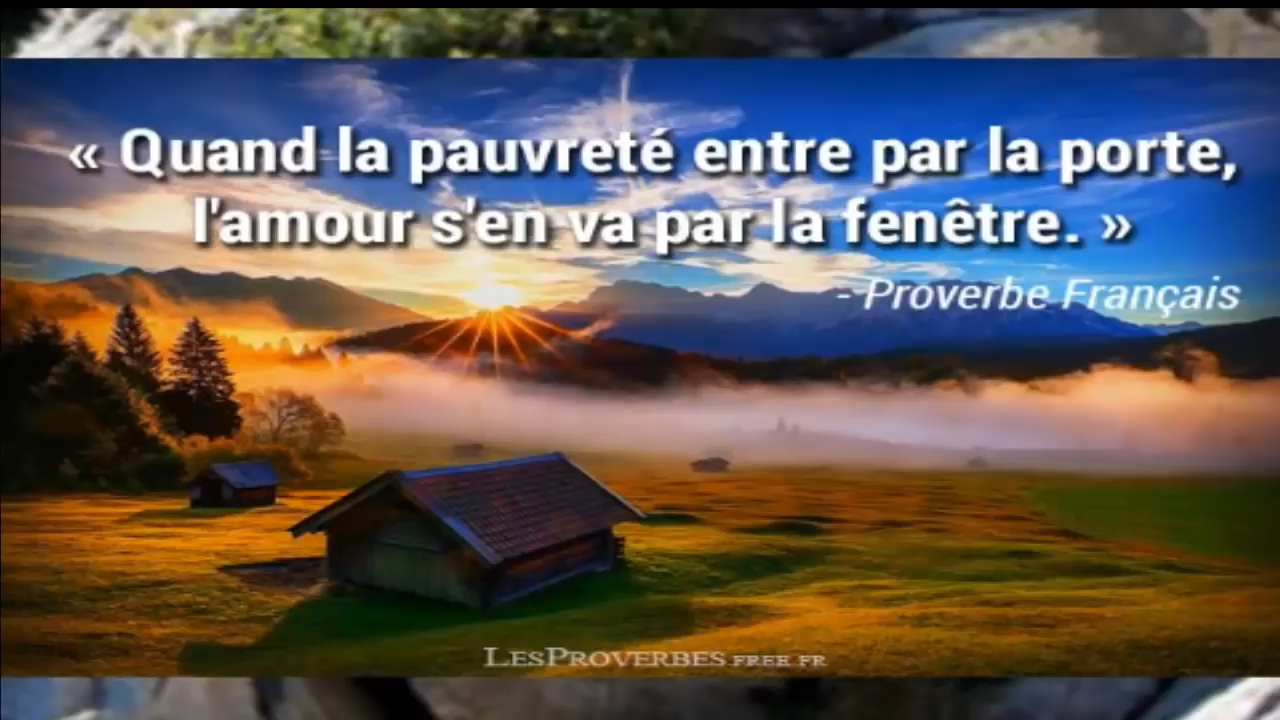 « Quand la pauvreté entre par la porte,
l'amour s'en va par la fenêtre. »
- Proverbe Français
LESPROVERBES.FREE.FR